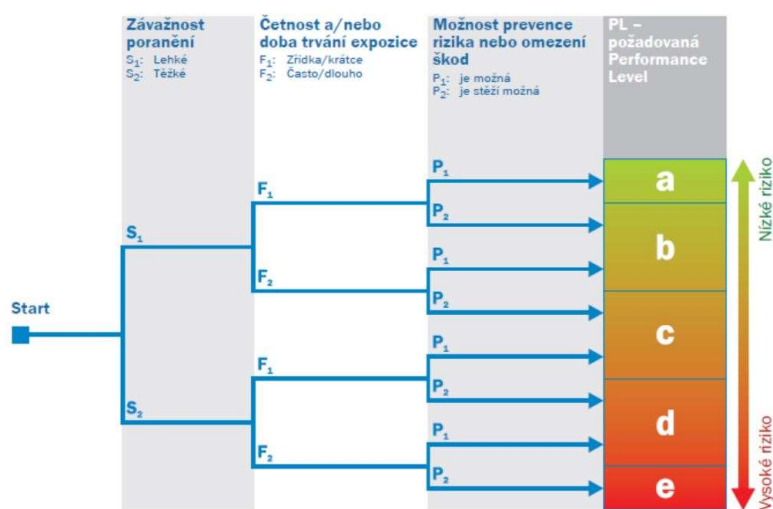 Závažnost
poranění
S₁: Lehké
S₂: Těžké
Četnost a/nebo
doba trvání expozice
F₁: Zřídka/krátce
F₂: Často/dlouho
Možnost prevence
rizika nebo omezení
škod
P₁: je možná
P₂: je stěží možná
PL –
požadovaná
Performance
Level
Start
S₁
S₂
F₁
F₂
F₁
F₂
P₁
P₂
P₁
P₂
P₁
P₂
P₁
P₂
a
b
c
d
e
Nízké riziko
Vysoké riziko